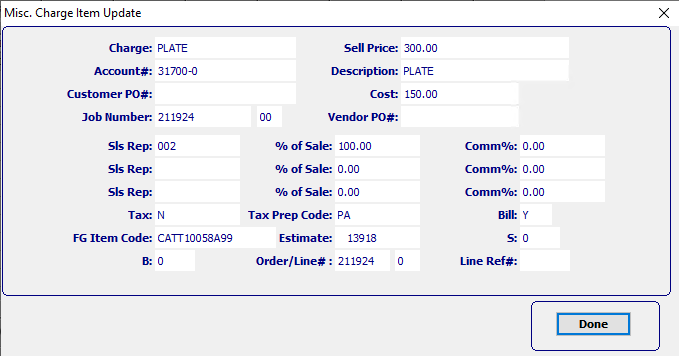 Misc. Charge Item Update
Charge: PLATE Sell Price: 300.00
Account#: 31700-0 Description: PLATE
Customer PO#: Cost: 150.00
Job Number: 211924 00 Vendor PO#:
Sls Rep: 002 % of Sale: 100.00 Comm%: 0.00
Sls Rep: % of Sale: 0.00 Comm%: 0.00
Sls Rep: % of Sale: 0.00 Comm%: 0.00
Tax: N Tax Prep Code: PA Bill: Y
FG Item Code: CATT10058A99 Estimate: 13918 S: 0
B: 0 Order/Line# : 211924 0 Line Ref#:
Done